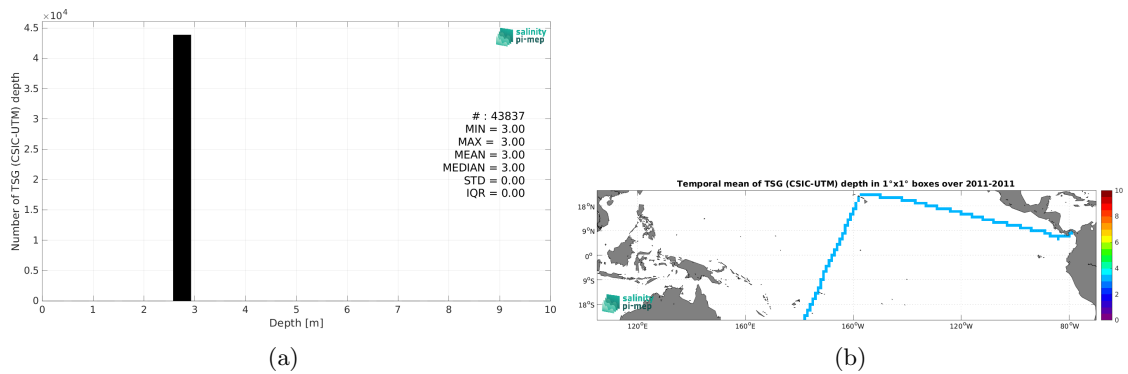 ×10⁴
4.5
4
3.5
3
2.5
2
1.5
1
0.5
0
0 1 2 3 4 5 6 7 8 9 10
Number of TSG (CSIC-UTM) depth
Depth [m]
salinity
pi-mep
# : 43837
MIN = 3.00
MAX = 3.00
MEAN = 3.00
MEDIAN = 3.00
STD = 0.00
IQR = 0.00
(a)
Temporal mean of TSG (CSIC-UTM) depth in 1°x1° boxes over 2011-2011
18°N
9°N
0°
9°S
18°S
120°E 160°E 160°W 120°W 80°W
salinity
pi-mep
10
8
6
4
2
0
(b)